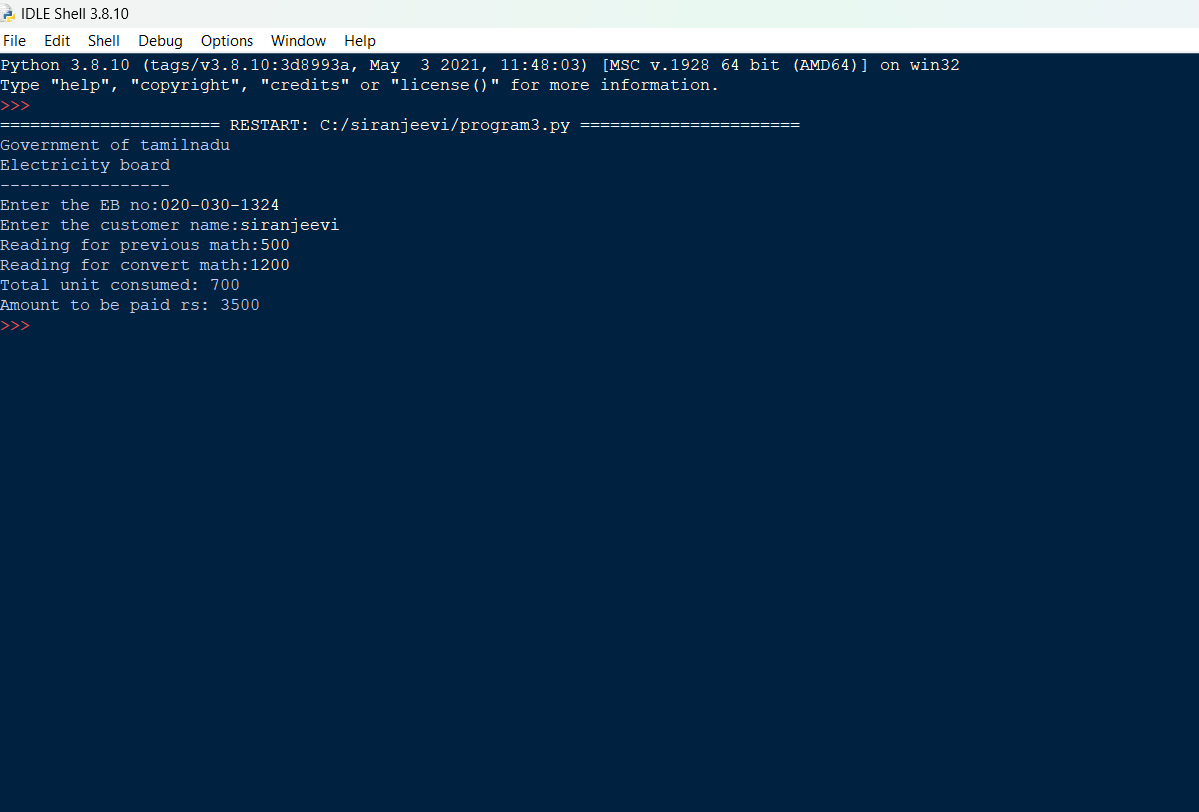 IDLE Shell 3.8.10
File Edit Shell Debug Options Window Help
Python 3.8.10 (tags/v3.8.10:3d8993a, May  3 2021, 11:48:03) [MSC v.1928 64 bit (AMD64)] on win32
Type "help", "copyright", "credits" or "license()" for more information.
>>>
====================== RESTART: C:/siranjeevi/program3.py ======================
Government of tamilnadu
Electricity board
-----------------
Enter the EB no:020-030-1324
Enter the customer name:siranjeevi
Reading for previous math:500
Reading for convert math:1200
Total unit consumed: 700
Amount to be paid rs: 3500
>>>